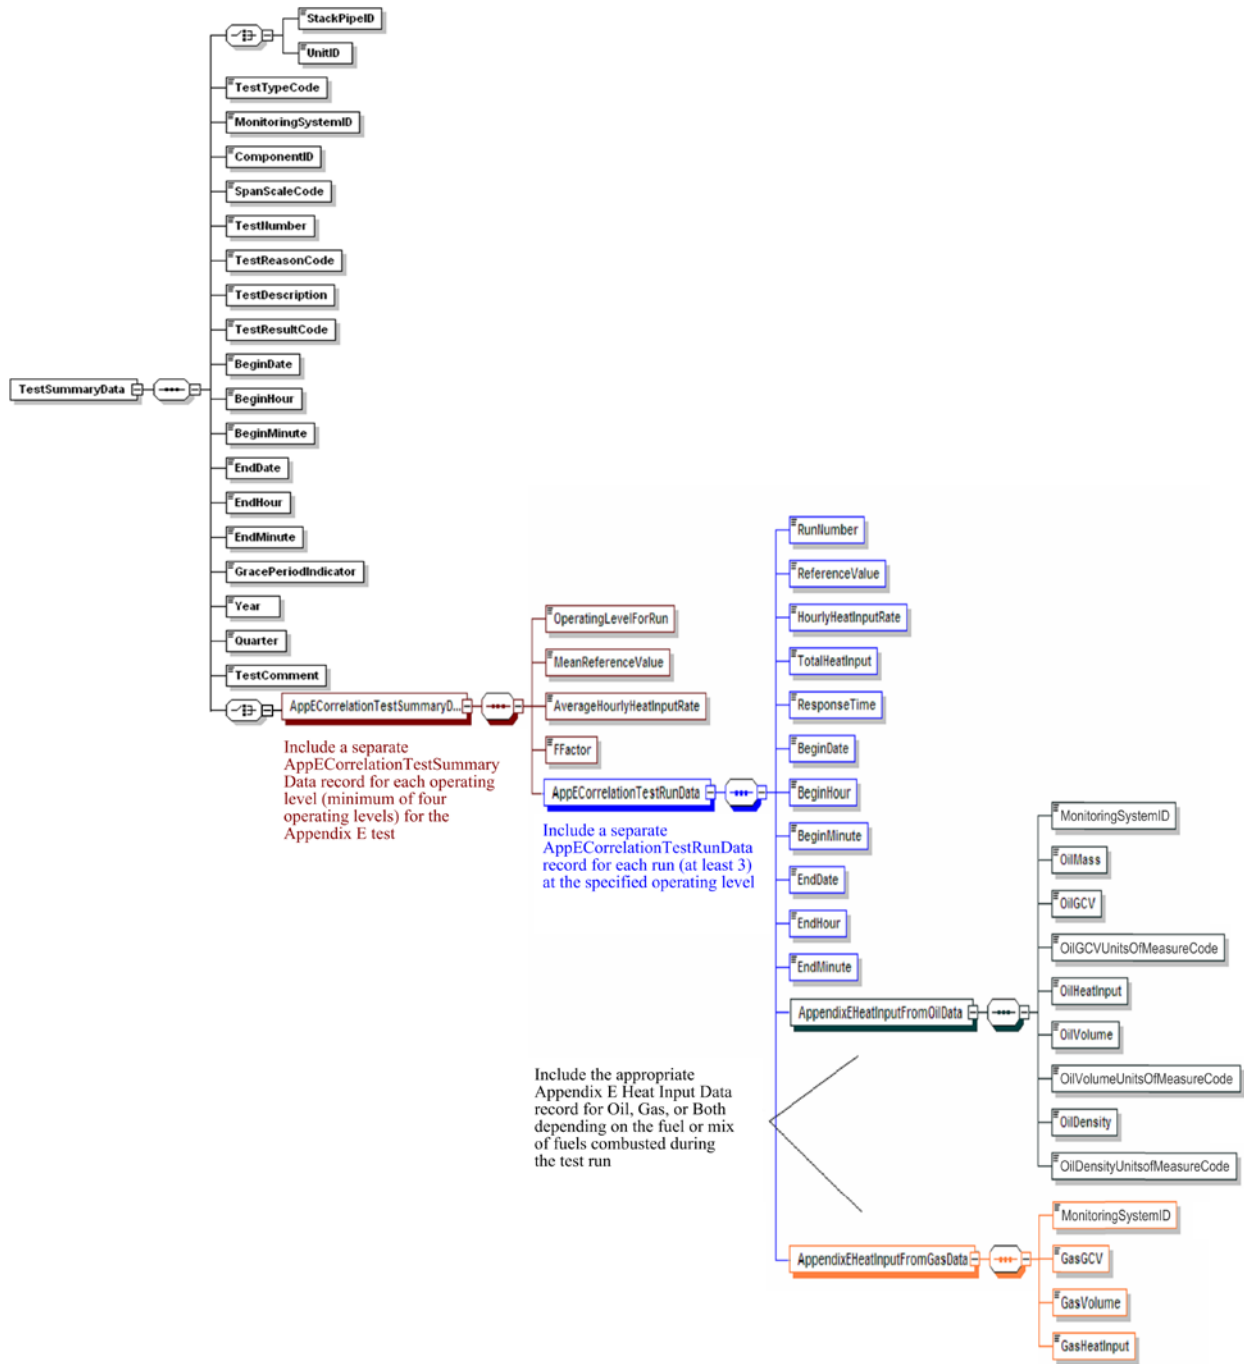 StackPipeID
UnitID
TestTypeCode
MonitoringSystemID
ComponentID
SpanScaleCode
TestNumber
TestReasonCode
TestDescription
TestResultCode
BeginDate
TestSummaryData
BeginHour
BeginMinute
EndDate
EndHour
EndMinute
GracePeriodIndicator
Year
Quarter
TestComment
AppECorrelationTestSummaryD...
Include a separate
AppECorrelationTestSummary
Data record for each operating
level (minimum of four
operating levels) for the
Appendix E test
OperatingLevelForRun
MeanReferenceValue
AverageHourlyHeatInputRate
FFactor
AppECorrelationTestRunData
Include a separate
AppECorrelationTestRunData
record for each run (at least 3)
at the specified operating level
RunNumber
ReferenceValue
HourlyHeatInputRate
TotalHeatInput
ResponseTime
BeginDate
BeginHour
BeginMinute
EndDate
EndHour
EndMinute
AppendixEHeatInputFromOilData
Include the appropriate
Appendix E Heat Input Data
record for Oil, Gas, or Both
depending on the fuel or mix
of fuels combusted during
the test run
AppendixEHeatInputFromGasData
MonitoringSystemID
OilMass
OilGCV
OilGCVUnitsOfMeasureCode
OilHeatInput
OilVolume
OilVolumeUnitsOfMeasureCode
OilDensity
OilDensityUnitsofMeasureCode
MonitoringSystemID
GasGCV
GasVolume
GasHeatInput